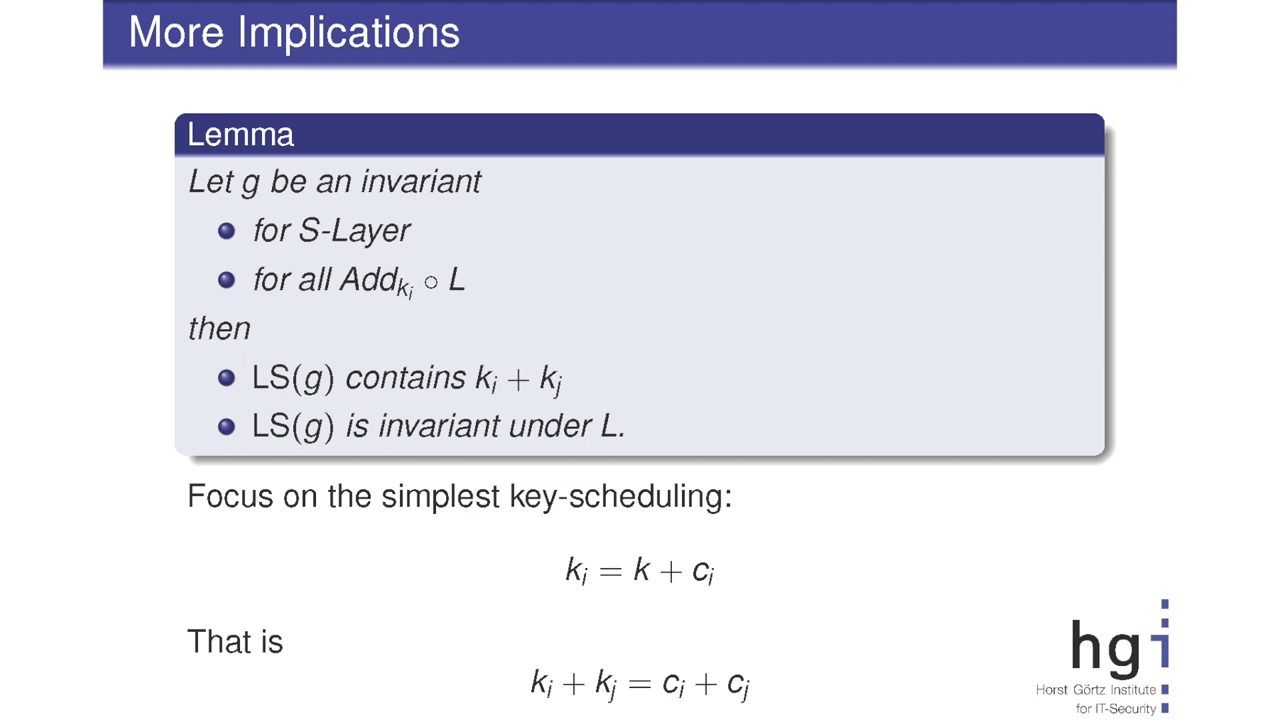 More Implications
Lemma
Let g be an invariant
for S-Layer
for all Add_{k_i} ∘ L
then
LS(g) contains k_i + k_j
LS(g) is invariant under L.
Focus on the simplest key-scheduling:
k_i = k + c_i
That is
k_i + k_j = c_i + c_j
hgi
Horst Görtz Institute
for IT-Security